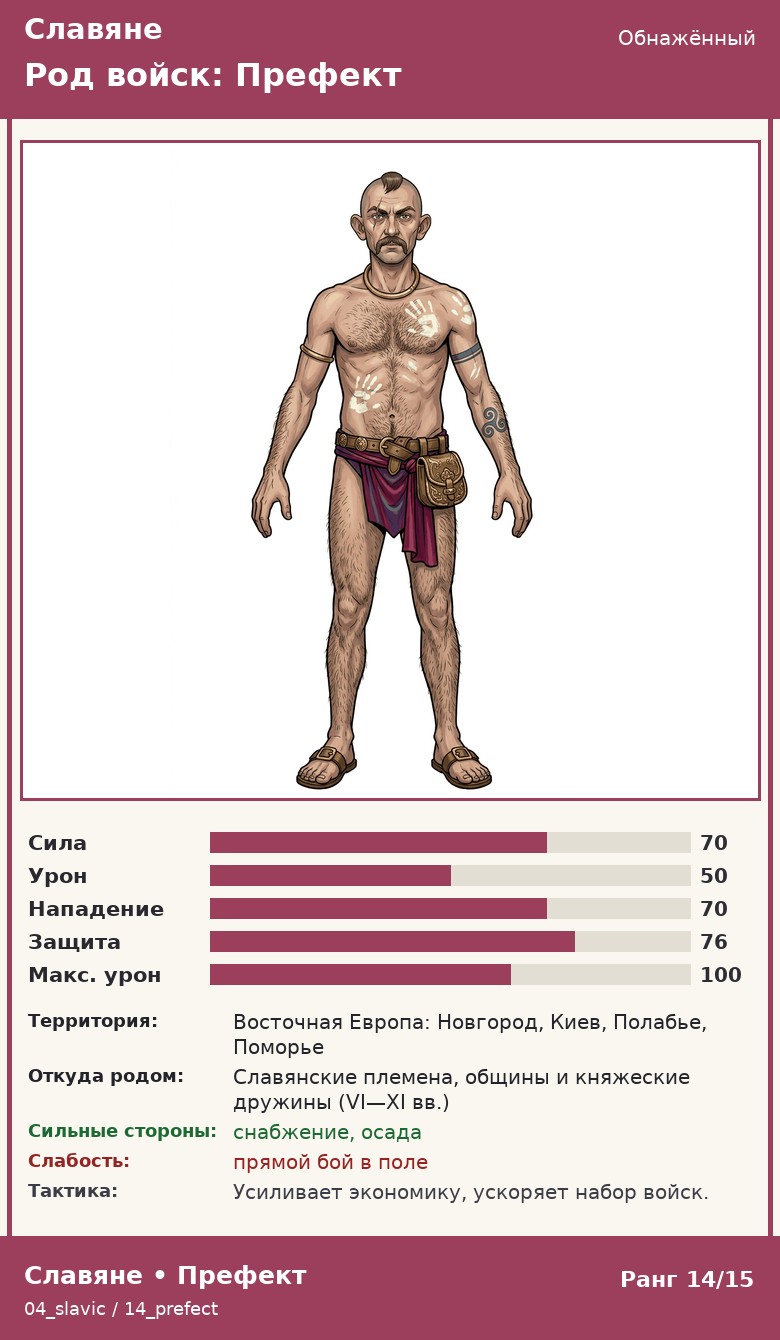 Славяне
Обнажённый
Род войск: Префект
Сила 70
Урон 50
Нападение 70
Защита 76
Макс. урон 100
Территория: Восточная Европа: Новгород, Киев, Полабье,
Поморье
Откуда родом: Славянские племена, общины и княжеские
дружины (VI—XI вв.)
Сильные стороны: снабжение, осада
Слабость: прямой бой в поле
Тактика: Усиливает экономику, ускоряет набор войск.
Славяне • Префект
Ранг 14/15
04_slavic / 14_prefect